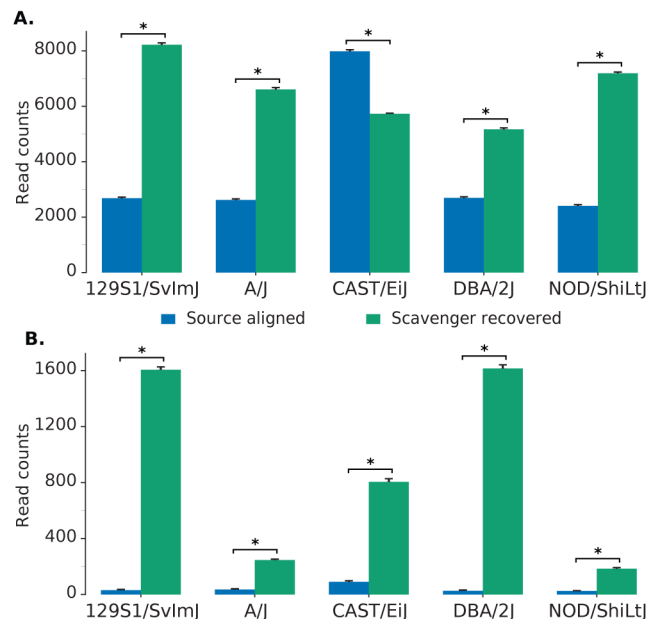 A.
*
*
*
*
*
8000
6000
4000
2000
0
Read counts
129S1/SvImJ A/J CAST/EiJ DBA/2J NOD/ShiLtJ
Source aligned Scavenger recovered
B.
*
*
*
*
*
1600
1200
800
400
0
Read counts
129S1/SvImJ A/J CAST/EiJ DBA/2J NOD/ShiLtJ